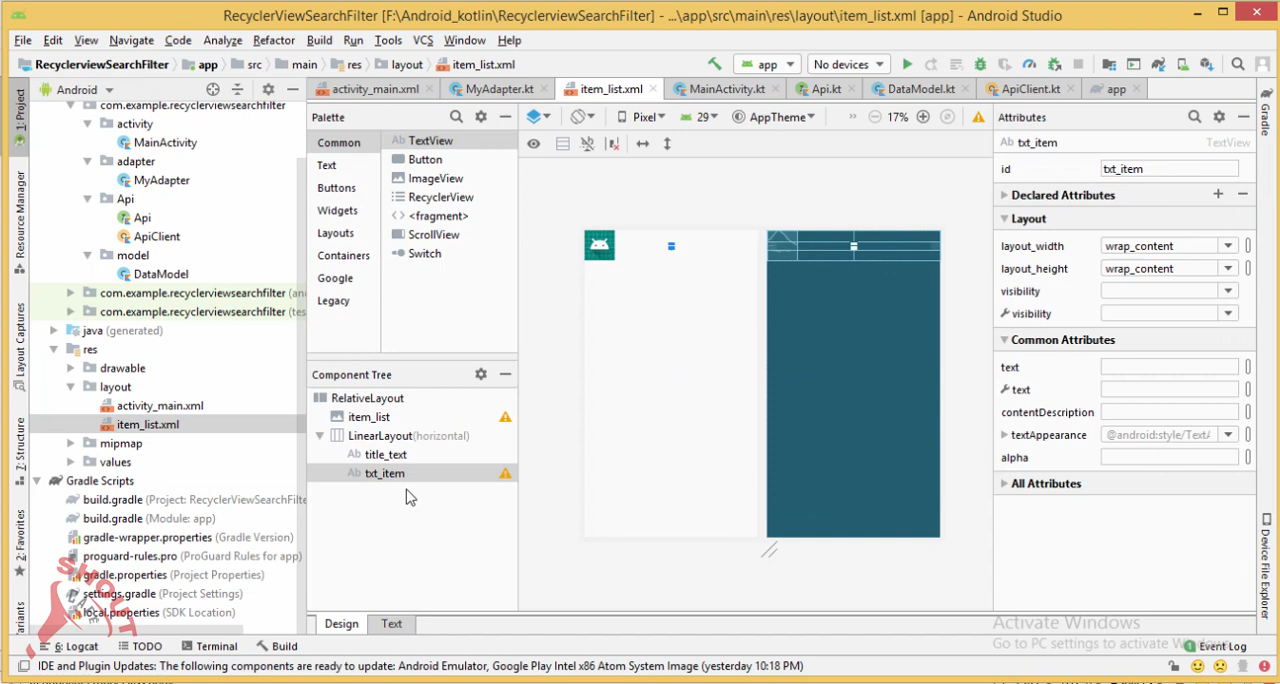 RecyclerViewSearchFilter [F:\Android_kotlin\RecyclerviewSearchFilter] - ...\app\src\main\res\layout\item_list.xml [app] - Android Studio
File Edit View Navigate Code Analyze Refactor Build Run Tools VCS Window Help
RecyclerviewSearchFilter app src main res layout item_list.xml app No devices
Android
activity_main.xml MyAdapter.kt item_list.xml MainActivity.kt Api.kt DataModel.kt ApiClient.kt app
1: Project
Resource Manager
Layout Captures
7: Structure
2: Favorites
com.example.recyclerviewsearchfilter
activity
MainActivity
adapter
MyAdapter
Api
Api
ApiClient
model
DataModel
com.example.recyclerviewsearchfilter (an
com.example.recyclerviewsearchfilter (tes
java (generated)
res
drawable
layout
activity_main.xml
item_list.xml
mipmap
values
Gradle Scripts
build.gradle (Project: RecyclerViewSearchFilte
build.gradle (Module: app)
gradle-wrapper.properties (Gradle Version)
proguard-rules.pro (ProGuard Rules for app)
gradle.properties (Project Properties)
settings.gradle (Project Settings)
local.properties (SDK Location)
SHOUT
CAFE
Palette
Common
Text
Buttons
Widgets
Layouts
Containers
Google
Legacy
Ab TextView
Button
ImageView
RecyclerView
<> <fragment>
ScrollView
Switch
Component Tree
RelativeLayout
item_list
LinearLayout(horizontal)
Ab title_text
Ab txt_item
Design Text
Pixel 29 AppTheme 17%
Attributes
Ab txt_item TextView
id txt_item
Declared Attributes
Layout
layout_width wrap_content
layout_height wrap_content
visibility
visibility
Common Attributes
text
text
contentDescription
textAppearance @android:style/TextA
alpha
All Attributes
Gradle
Device File Explorer
Activate Windows
Go to PC settings to activate
6: Logcat TODO Terminal Build 1 Event Log
IDE and Plugin Updates: The following components are ready to update: Android Emulator, Google Play Intel x86 Atom System Image (yesterday 10:18 PM)